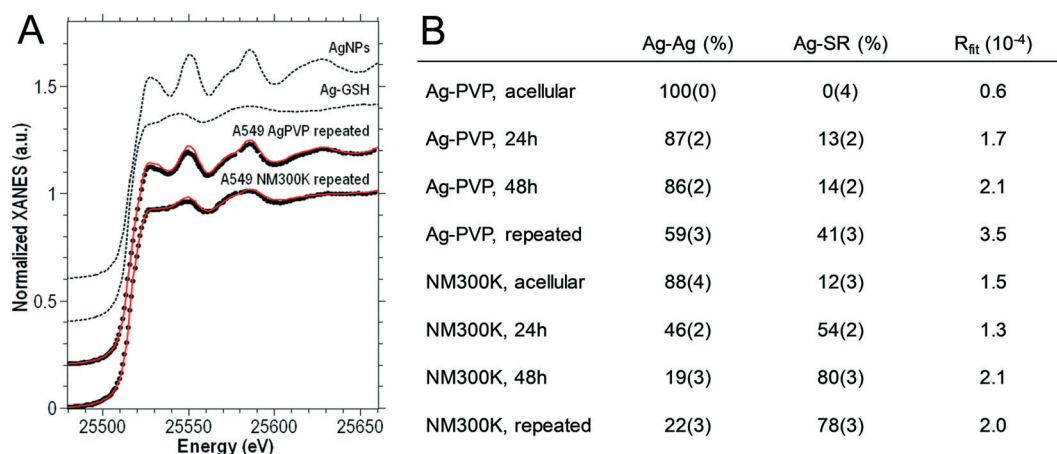 A
Normalized XANES (a.u.)
1.5
1
0.5
0
AgNPs
Ag-GSH
A549 AgPVP repeated
A549 NM300K repeated
25500 25550 25600 25650
Energy (eV)
B
Ag-Ag (%) Ag-SR (%) Rfit (10-4)
Ag-PVP, acellular 100(0) 0(4) 0.6
Ag-PVP, 24h 87(2) 13(2) 1.7
Ag-PVP, 48h 86(2) 14(2) 2.1
Ag-PVP, repeated 59(3) 41(3) 3.5
NM300K, acellular 88(4) 12(3) 1.5
NM300K, 24h 46(2) 54(2) 1.3
NM300K, 48h 19(3) 80(3) 2.1
NM300K, repeated 22(3) 78(3) 2.0